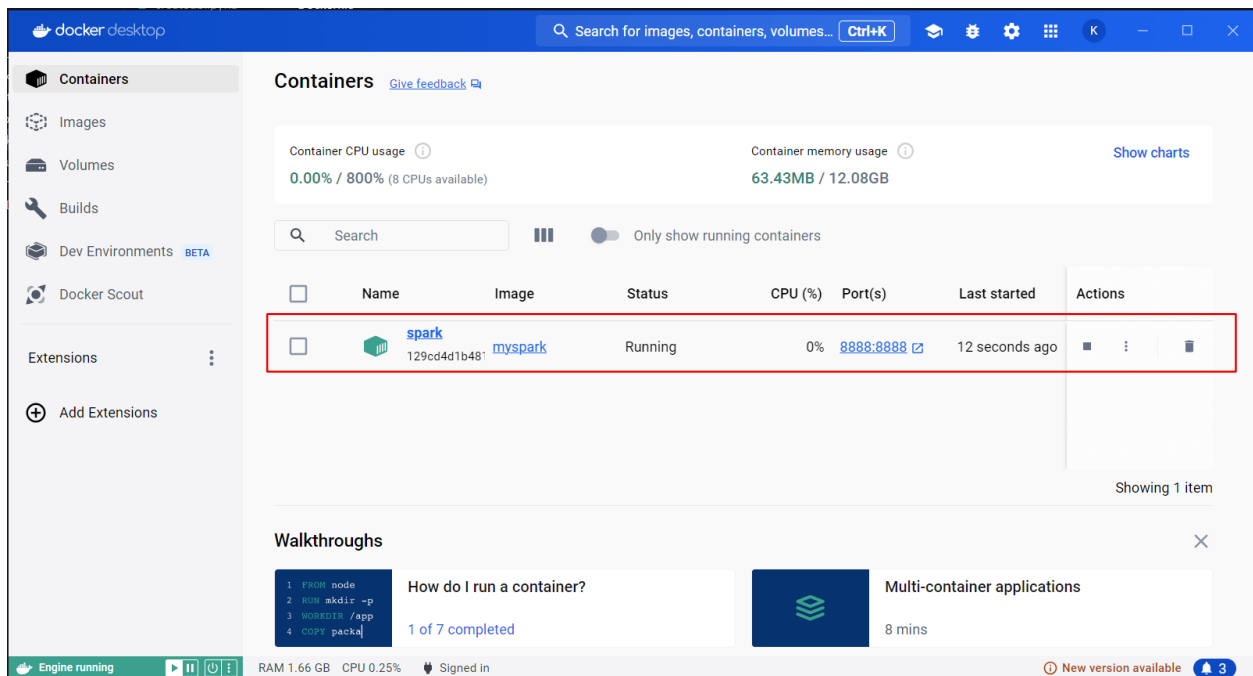 docker desktop
Search for images, containers, volumes... Ctrl+K
K
Containers
Images
Volumes
Builds
Dev Environments BETA
Docker Scout
Extensions
Add Extensions
Containers Give feedback
Container CPU usage
0.00% / 800% (8 CPUs available)
Container memory usage
63.43MB / 12.08GB
Show charts
Search
Only show running containers
Name Image Status CPU (%) Port(s) Last started Actions
spark
129cd4d1b481 myspark Running 0% 8888:8888 12 seconds ago
Showing 1 item
Walkthroughs
1 FROM node
2 RUN mkdir -p
3 WORKDIR /app
4 COPY packa
How do I run a container?
1 of 7 completed
Multi-container applications
8 mins
Engine running
RAM 1.66 GB CPU 0.25% Signed in
New version available 3